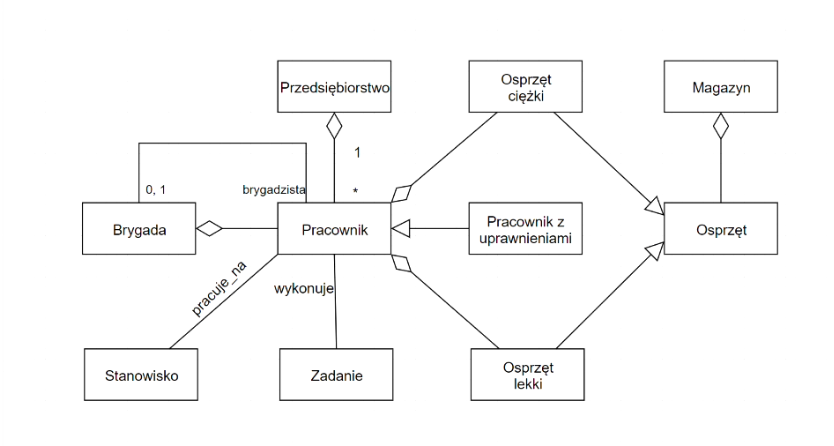 Przedsiębiorstwo
Osprzęt
ciężki
Magazyn
1
*
0, 1
brygadzista
Brygada
Pracownik
Pracownik z
uprawnieniami
Osprzęt
pracuje_na
wykonuje
Stanowisko
Zadanie
Osprzęt
lekki